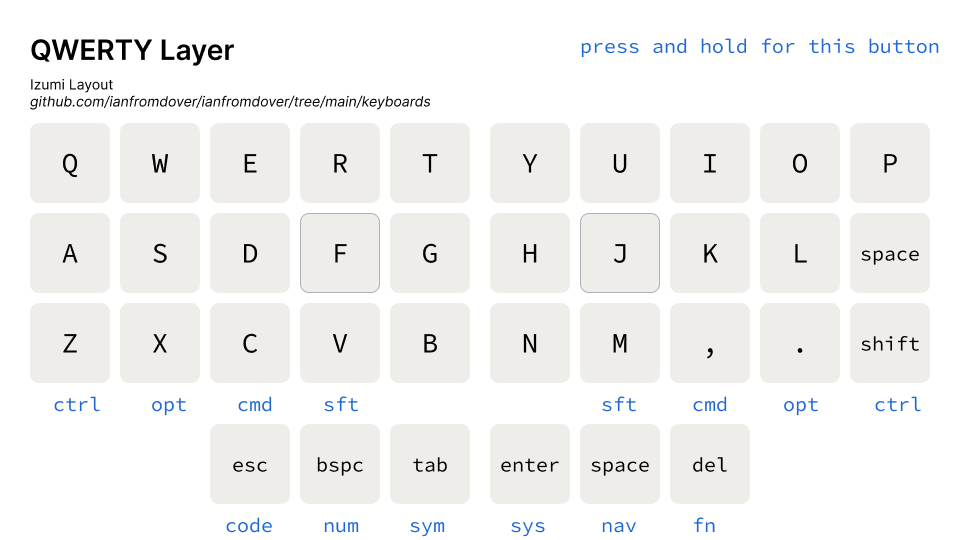 QWERTY Layer
press and hold for this button
Izumi Layout
github.com/ianfromdover/ianfromdover/tree/main/keyboards
Q W E R T Y U I O P
A S D F G H J K L space
Z X C V B N M , . shift
ctrl opt cmd sft sft cmd opt ctrl
esc bspc tab enter space del
code num sym sys nav fn